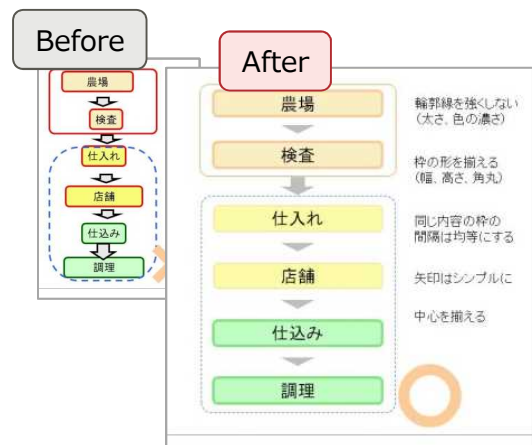 Before
農場
検査
仕入れ
店舗
仕込み
調理
After
農場
検査
仕入れ
店舗
仕込み
調理
輪郭線を強くしない
(太さ、色の濃さ)
枠の形を揃える
(幅、高さ、角丸)
同じ内容の枠の
間隔は均等にする
矢印はシンプルに
中心を揃える